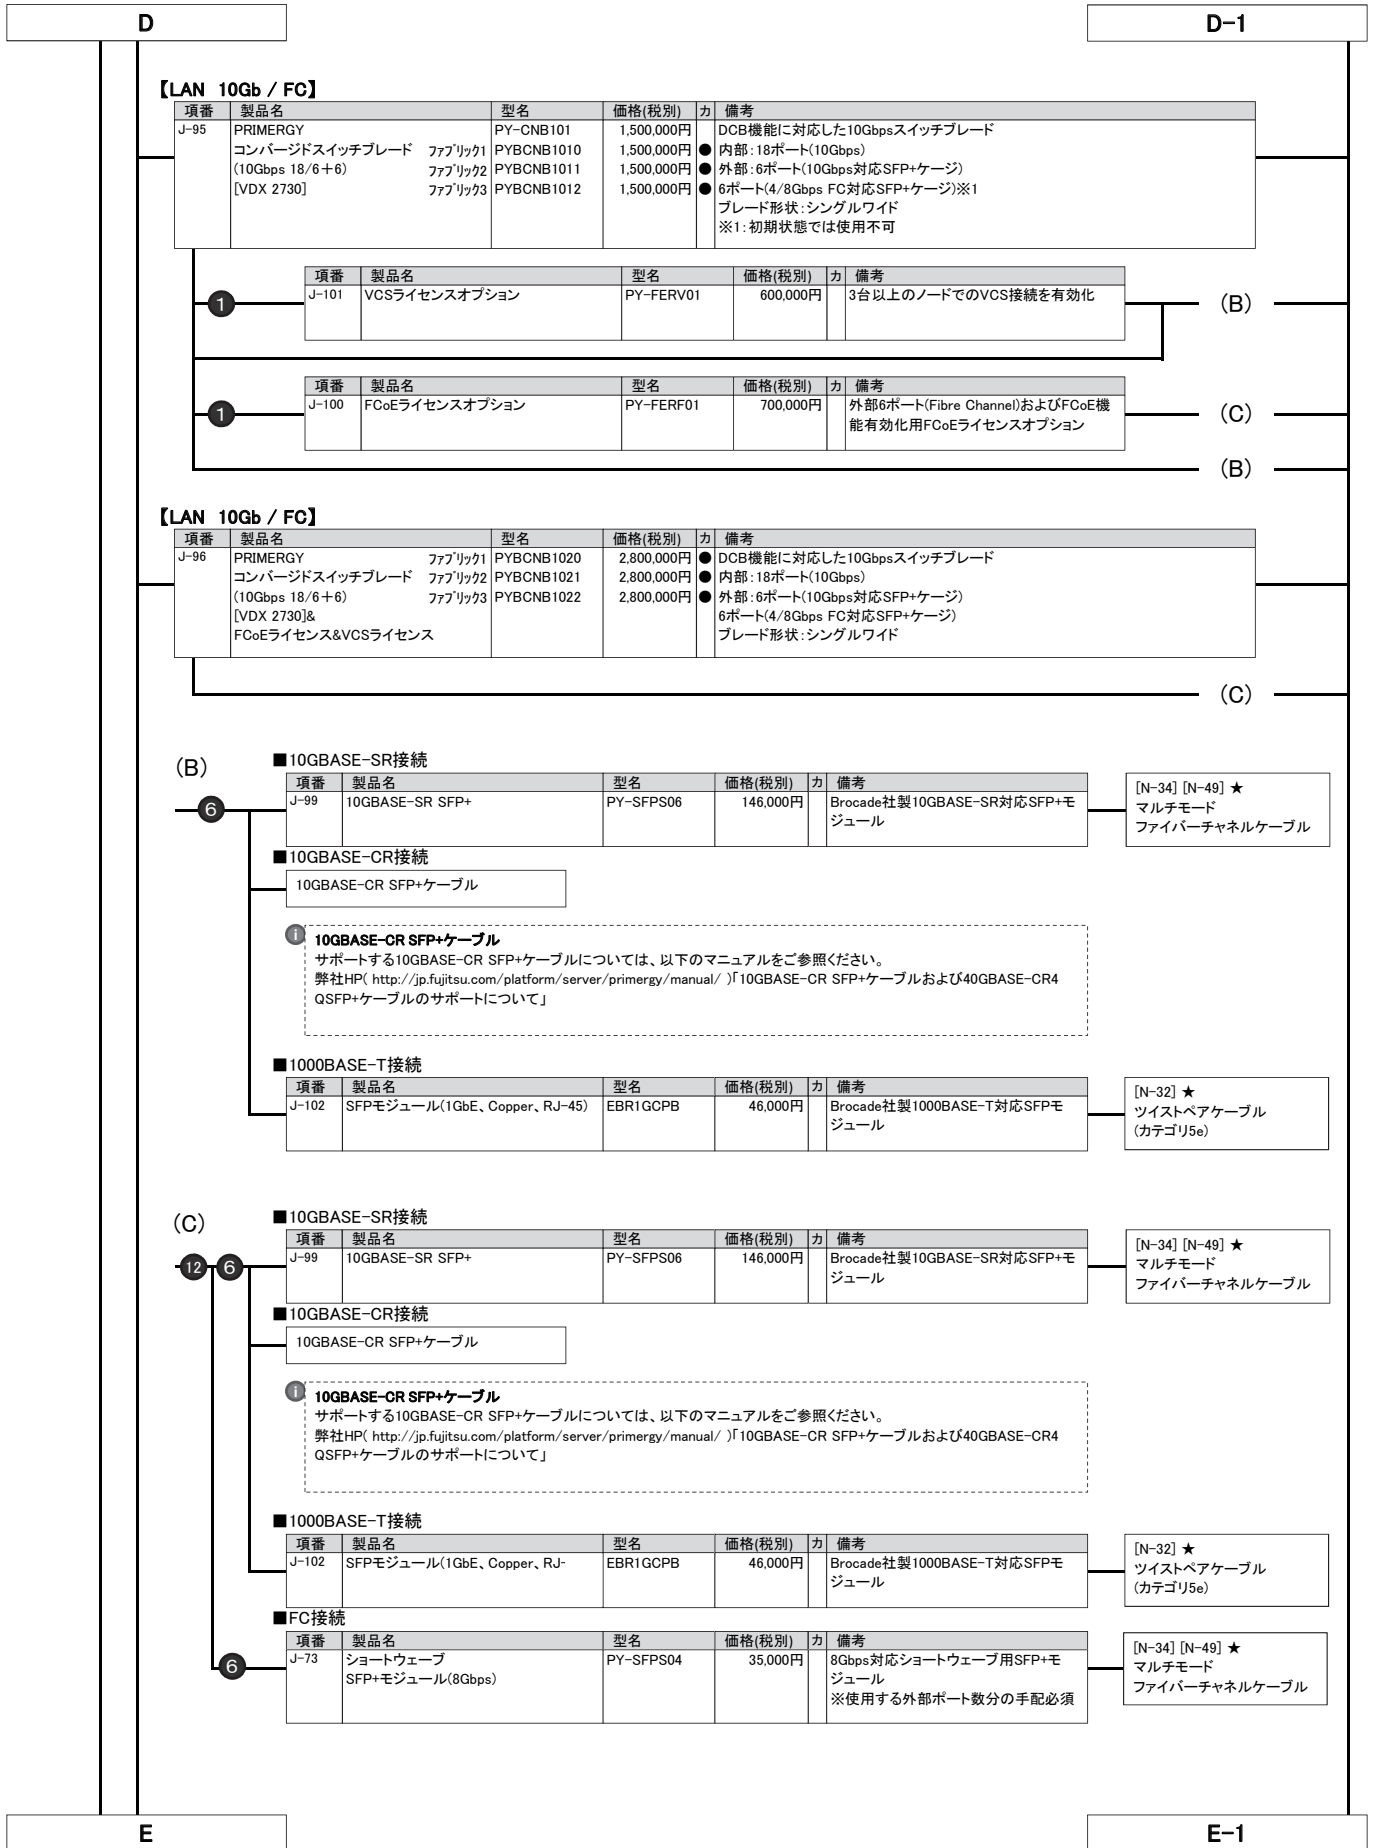 D
D-1
【LAN 10Gb / FC】
項番 製品名 型名 価格(税別) カ 備考
J-95 PRIMERGY PY-CNB101 1,500,000円 DCB機能に対応した10Gbpsスイッチブレード
コンバージドスイッチブレード ファブリック1 PYBCNB1010 1,500,000円 ● 内部:18ポート(10Gbps)
(10Gbps 18/6+6) ファブリック2 PYBCNB1011 1,500,000円 ● 外部:6ポート(10Gbps対応SFP+ケージ)
[VDX 2730] ファブリック3 PYBCNB1012 1,500,000円 ● 6ポート(4/8Gbps FC対応SFP+ケージ)※1
ブレード形状:シングルワイド
※1:初期状態では使用不可
項番 製品名 型名 価格(税別) カ 備考
1 J-101 VCSライセンスオプション PY-FERV01 600,000円 3台以上のノードでのVCS接続を有効化 (B)
項番 製品名 型名 価格(税別) カ 備考
1 J-100 FCoEライセンスオプション PY-FERF01 700,000円 外部6ポート(Fibre Channel)およびFCoE機 (C)
能有効化用FCoEライセンスオプション
(B)
【LAN 10Gb / FC】
項番 製品名 型名 価格(税別) カ 備考
J-96 PRIMERGY ファブリック1 PYBCNB1020 2,800,000円 ● DCB機能に対応した10Gbpsスイッチブレード
コンバージドスイッチブレード ファブリック2 PYBCNB1021 2,800,000円 ● 内部:18ポート(10Gbps)
(10Gbps 18/6+6) ファブリック3 PYBCNB1022 2,800,000円 ● 外部:6ポート(10Gbps対応SFP+ケージ)
[VDX 2730]& 6ポート(4/8Gbps FC対応SFP+ケージ)
FCoEライセンス&VCSライセンス ブレード形状:シングルワイド
(C)
(B)
■10GBASE-SR接続
項番 製品名 型名 価格(税別) カ 備考
6 J-99 10GBASE-SR SFP+ PY-SFPS06 146,000円 Brocade社製10GBASE-SR対応SFP+モ
ジュール
[N-34] [N-49] ★
マルチモード
ファイバーチャネルケーブル
■10GBASE-CR接続
10GBASE-CR SFP+ケーブル
i 10GBASE-CR SFP+ケーブル
サポートする10GBASE-CR SFP+ケーブルについては、以下のマニュアルをご参照ください。
弊社HP( http://jp.fujitsu.com/platform/server/primergy/manual/ )「10GBASE-CR SFP+ケーブルおよび40GBASE-CR4
QSFP+ケーブルのサポートについて」
■1000BASE-T接続
項番 製品名 型名 価格(税別) カ 備考
J-102 SFPモジュール(1GbE、Copper、RJ-45) EBR1GCPB 46,000円 Brocade社製1000BASE-T対応SFPモ
ジュール
[N-32] ★
ツイストペアケーブル
(カテゴリ5e)
(C)
■10GBASE-SR接続
項番 製品名 型名 価格(税別) カ 備考
12 6 J-99 10GBASE-SR SFP+ PY-SFPS06 146,000円 Brocade社製10GBASE-SR対応SFP+モ
ジュール
[N-34] [N-49] ★
マルチモード
ファイバーチャネルケーブル
■10GBASE-CR接続
10GBASE-CR SFP+ケーブル
i 10GBASE-CR SFP+ケーブル
サポートする10GBASE-CR SFP+ケーブルについては、以下のマニュアルをご参照ください。
弊社HP( http://jp.fujitsu.com/platform/server/primergy/manual/ )「10GBASE-CR SFP+ケーブルおよび40GBASE-CR4
QSFP+ケーブルのサポートについて」
■1000BASE-T接続
項番 製品名 型名 価格(税別) カ 備考
J-102 SFPモジュール(1GbE、Copper、RJ- EBR1GCPB 46,000円 Brocade社製1000BASE-T対応SFPモ
ジュール
[N-32] ★
ツイストペアケーブル
(カテゴリ5e)
■FC接続
項番 製品名 型名 価格(税別) カ 備考
6 J-73 ショートウェーブ PY-SFPS04 35,000円 8Gbps対応ショートウェーブ用SFP+モ
SFP+モジュール(8Gbps) ジュール
※使用する外部ポート数分の手配必須
[N-34] [N-49] ★
マルチモード
ファイバーチャネルケーブル
E
E-1